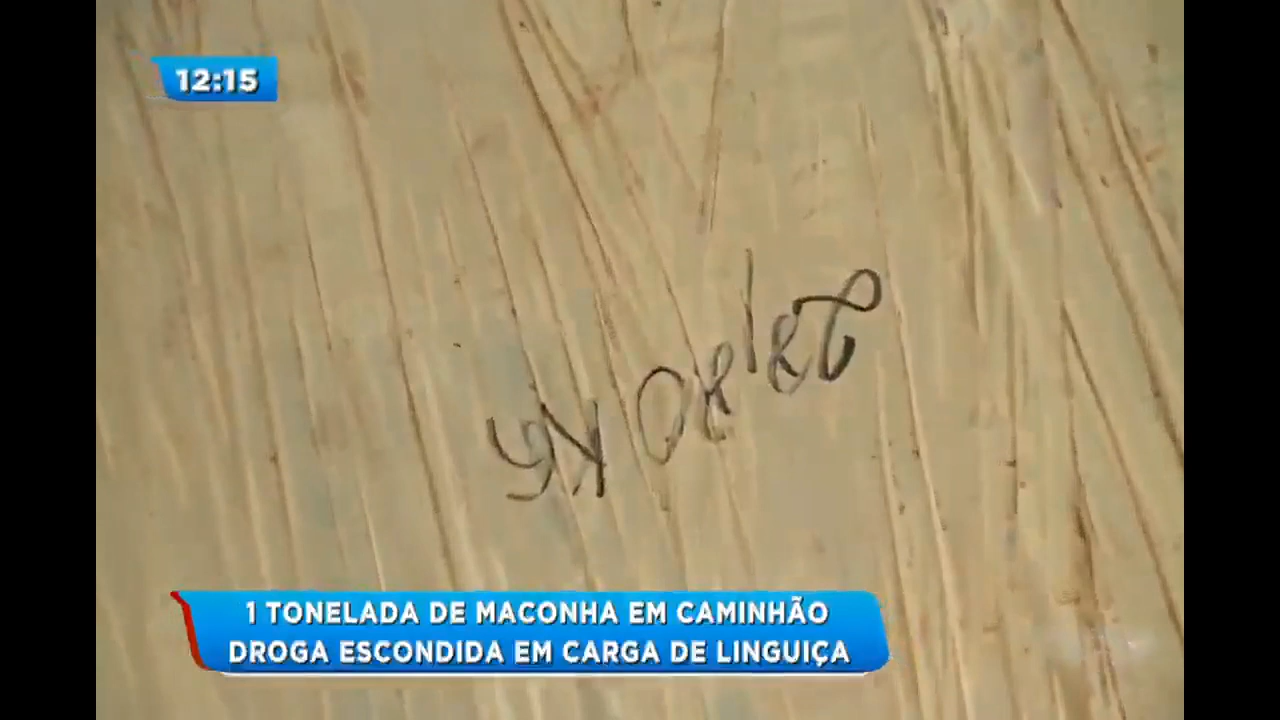 12:15
1 TONELADA DE MACONHA EM CAMINHÃO
DROGA ESCONDIDA EM CARGA DE LINGUIÇA